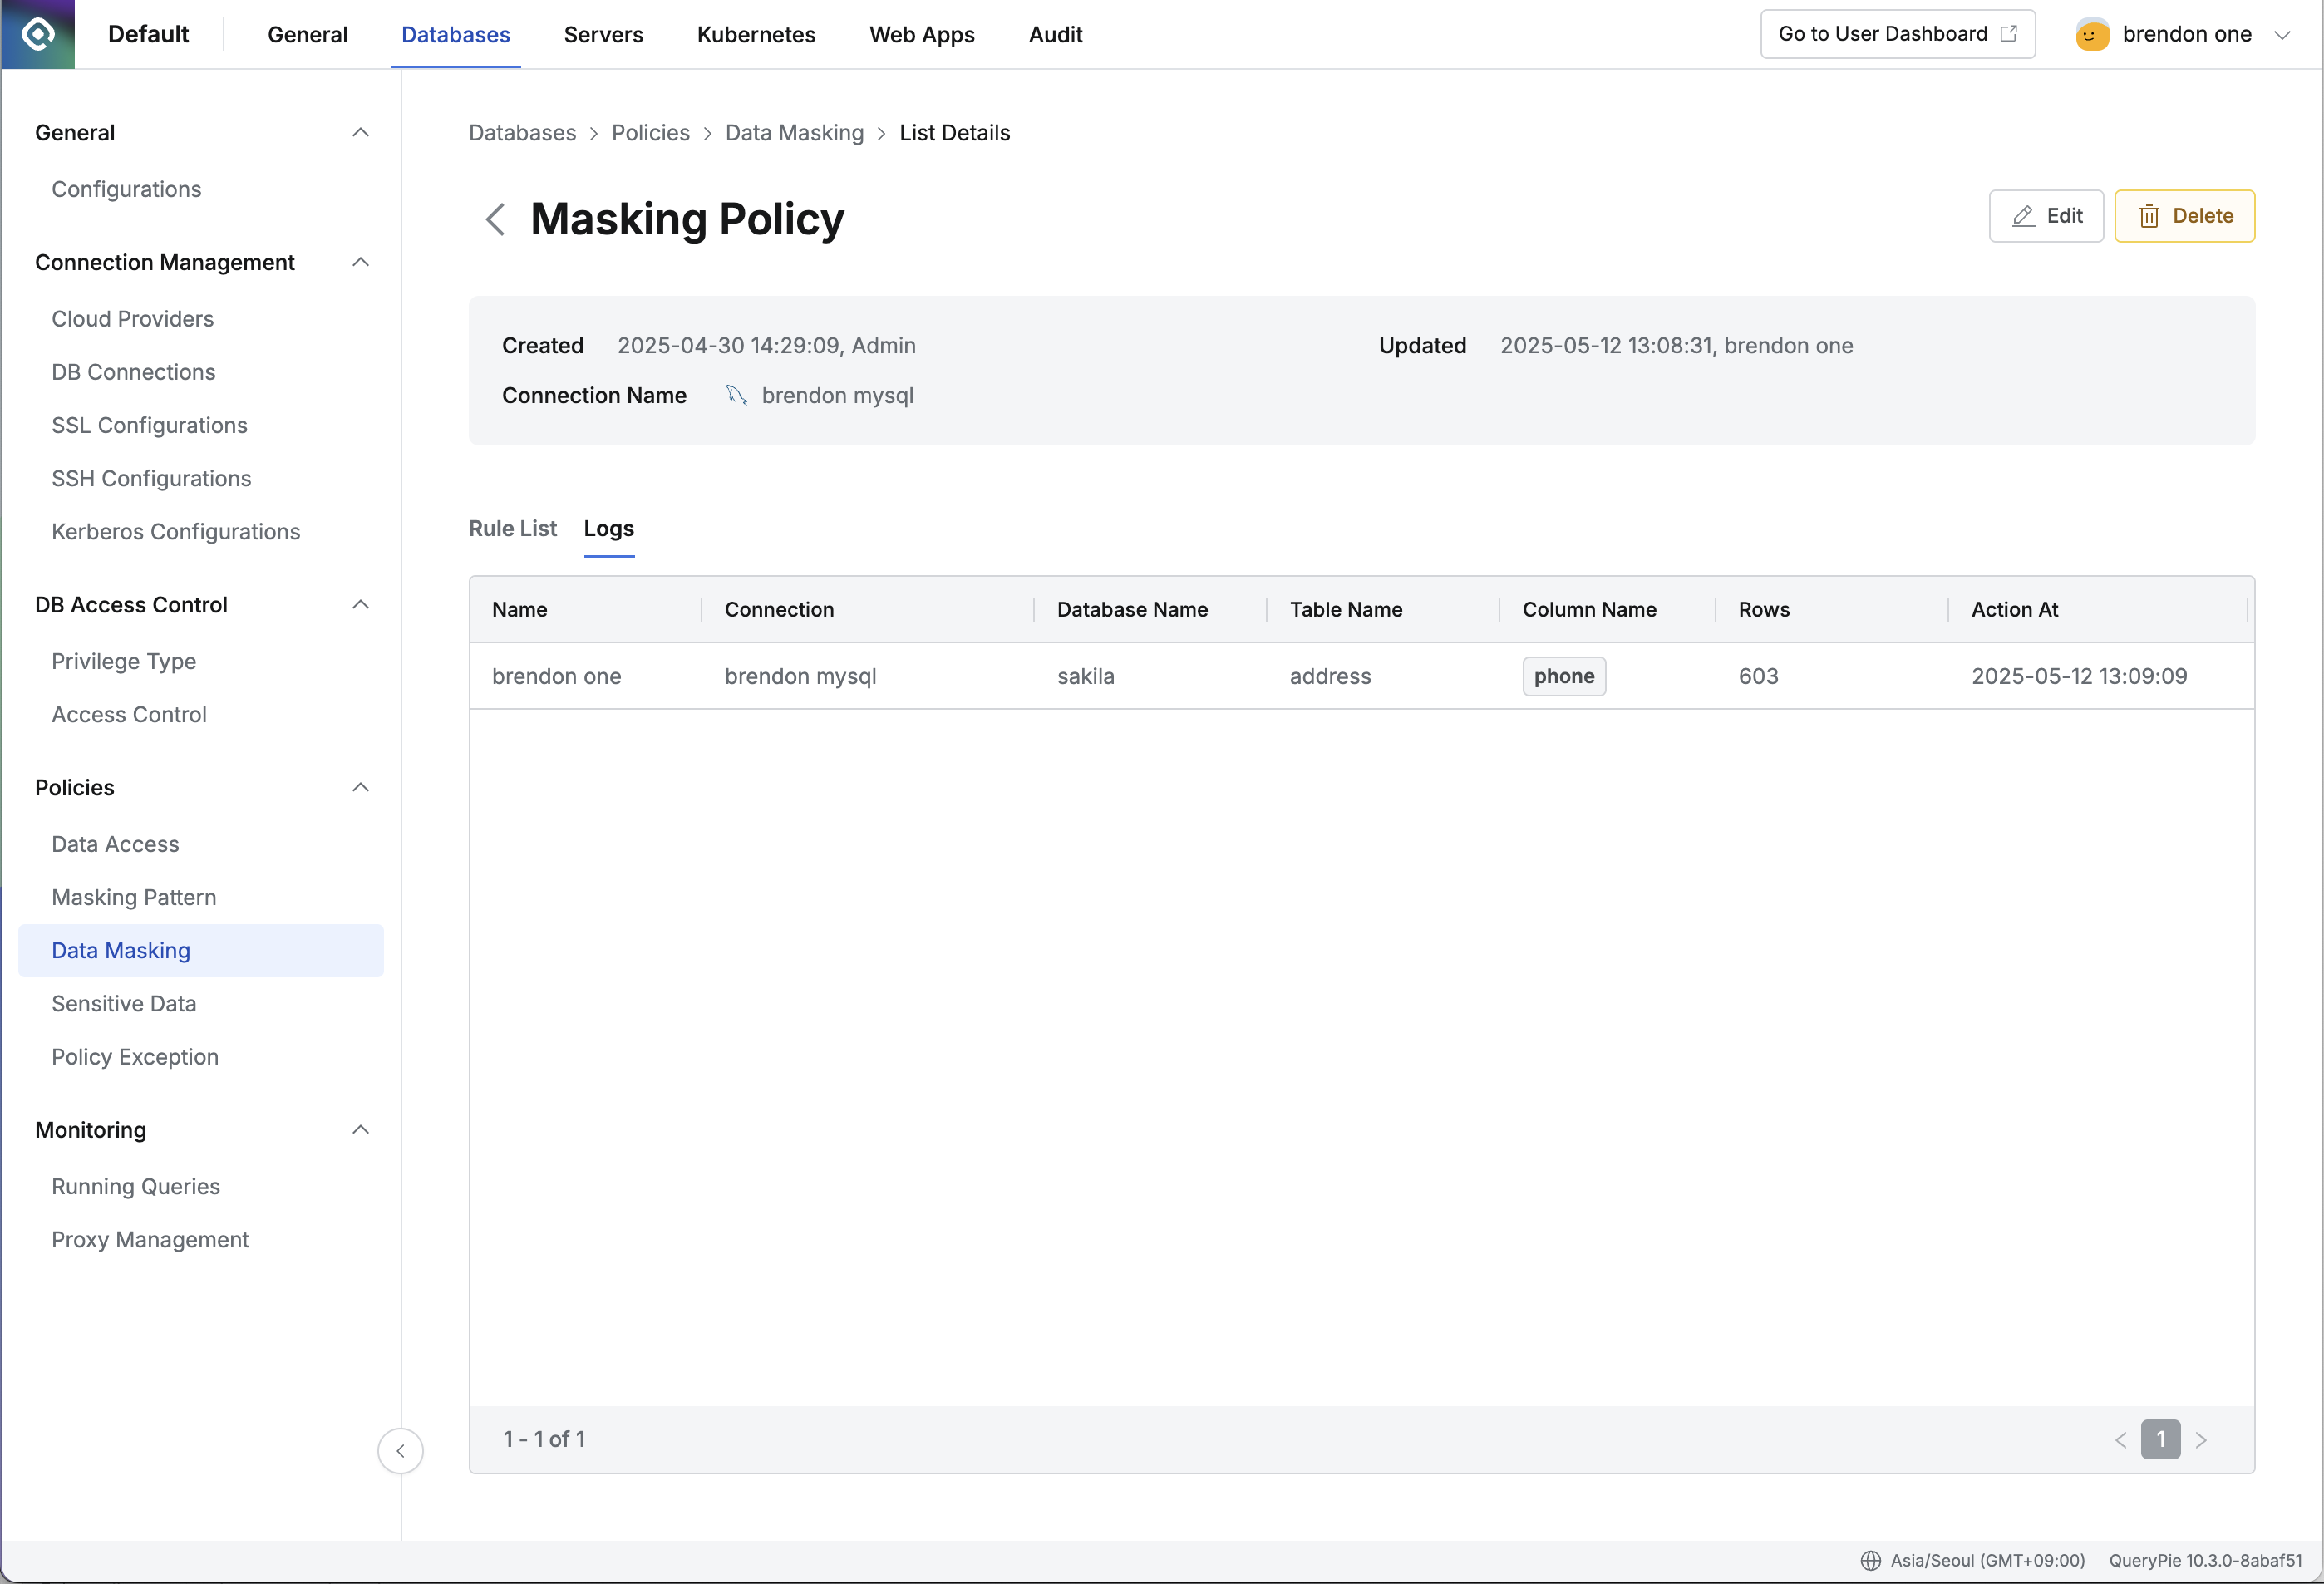 Default General Databases Servers Kubernetes Web Apps Audit Go to User Dashboard brendon one
General
Configurations
Connection Management
Cloud Providers
DB Connections
SSL Configurations
SSH Configurations
Kerberos Configurations
DB Access Control
Privilege Type
Access Control
Policies
Data Access
Masking Pattern
Data Masking
Sensitive Data
Policy Exception
Monitoring
Running Queries
Proxy Management
Databases > Policies > Data Masking > List Details
Masking Policy
Edit Delete
Created 2025-04-30 14:29:09, Admin Updated 2025-05-12 13:08:31, brendon one
Connection Name brendon mysql
Rule List Logs
Name Connection Database Name Table Name Column Name Rows Action At
brendon one brendon mysql sakila address phone 603 2025-05-12 13:09:09
1 - 1 of 1 < 1 >
Asia/Seoul (GMT+09:00) QueryPie 10.3.0-8abaf51